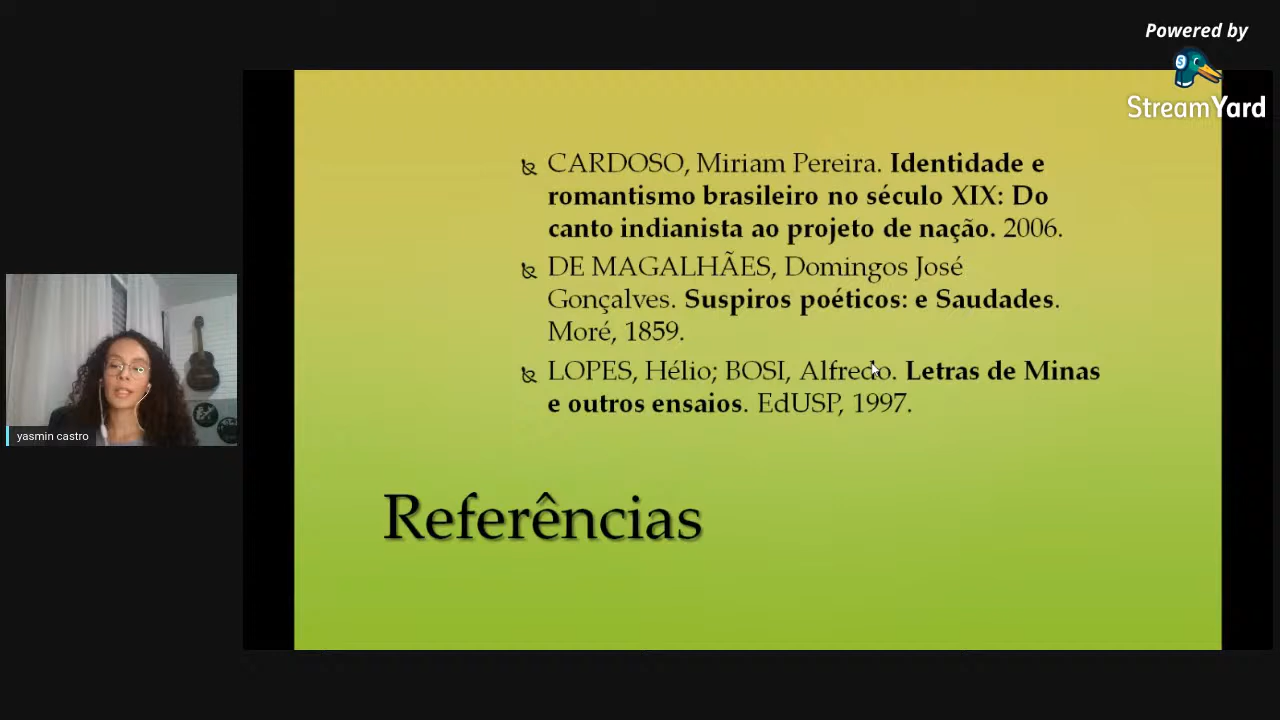 Powered by
StreamYard
CARDOSO, Miriam Pereira. Identidade e
romantismo brasileiro no século XIX: Do
canto indianista ao projeto de nação. 2006.
DE MAGALHÃES, Domingos José
Gonçalves. Suspiros poéticos: e Saudades.
Moré, 1859.
LOPES, Hélio; BOSI, Alfredo. Letras de Minas
e outros ensaios. EdUSP, 1997.
yasmin castro
Referências